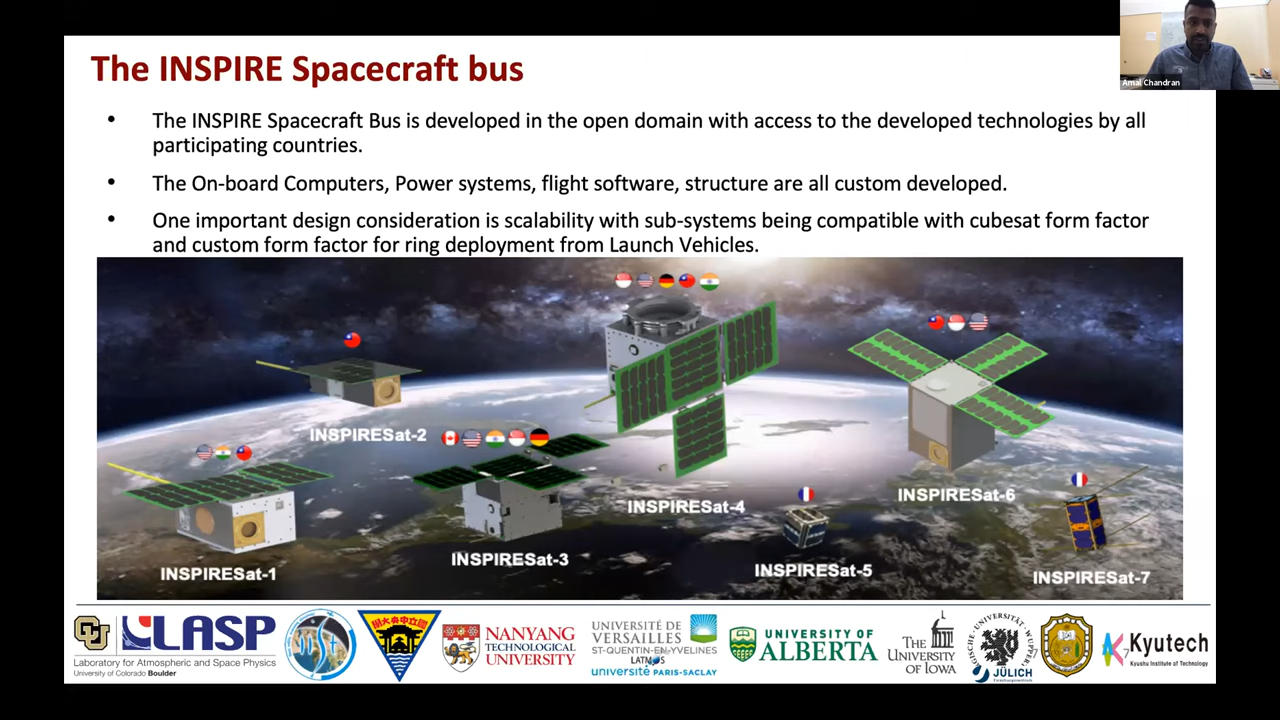 The INSPIRE Spacecraft bus
Amal Chandran
• The INSPIRE Spacecraft Bus is developed in the open domain with access to the developed technologies by all
participating countries.
• The On-board Computers, Power systems, flight software, structure are all custom developed.
• One important design consideration is scalability with sub-systems being compatible with cubesat form factor
and custom form factor for ring deployment from Launch Vehicles.
INSPIRESat-1
INSPIRESat-2
INSPIRESat-3
INSPIRESat-4
INSPIRESat-5
INSPIRESat-6
INSPIRESat-7
CU
LASP
Laboratory for Atmospheric and Space Physics
University of Colorado Boulder
NANYANG
TECHNOLOGICAL
UNIVERSITY
UNIVERSITÉ DE
VERSAILLES
ST-QUENTIN-EN-YVELINES
LATMOS
université PARIS-SACLAY
UNIVERSITY OF
ALBERTA
THE
UNIVERSITY
OF IOWA
JÜLICH
Forschungszentrum
7
Kyutech
Kyushu Institute of Technology